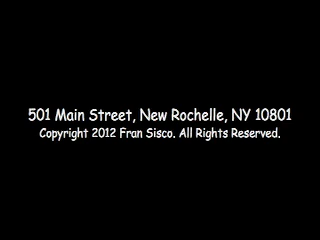 501 Main Street, New Rochelle, NY 10801
Copyright 2012 Fran Sisco. All Rights Reserved.